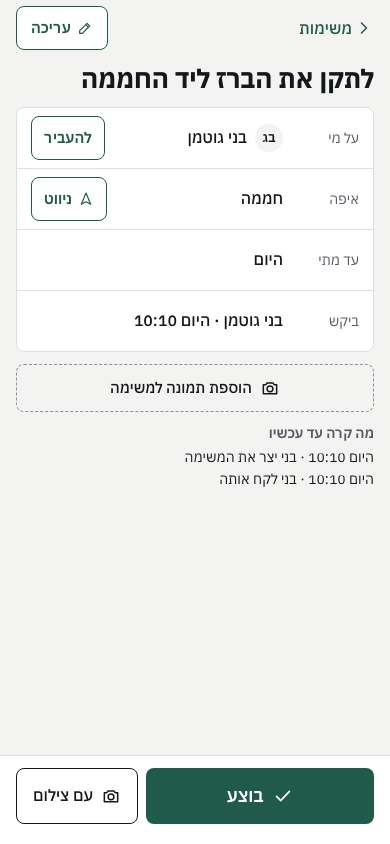 משימות
עריכה
לתקן את הברז ליד החממה
על מי בג בני גוטמן להעביר
איפה חממה ניווט
עד מתי היום
ביקש בני גוטמן · היום 10:10
הוספת תמונה למשימה
מה קרה עד עכשיו
היום 10:10 · בני יצר את המשימה
היום 10:10 · בני לקח אותה
בוצע
עם צילום